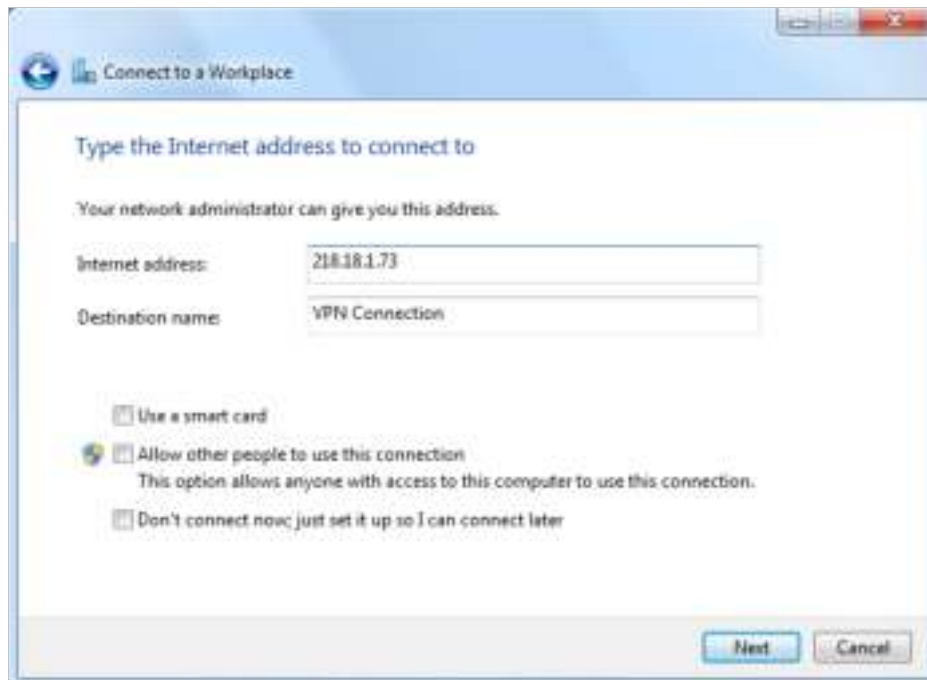 Connect to a Workplace
Type the Internet address to connect to
Your network administrator can give you this address.
Internet address: 218.18.1.73
Destination name: VPN Connection
Use a smart card
Allow other people to use this connection
This option allows anyone with access to this computer to use this connection.
Don't connect now; just set it up so I can connect later
Next Cancel